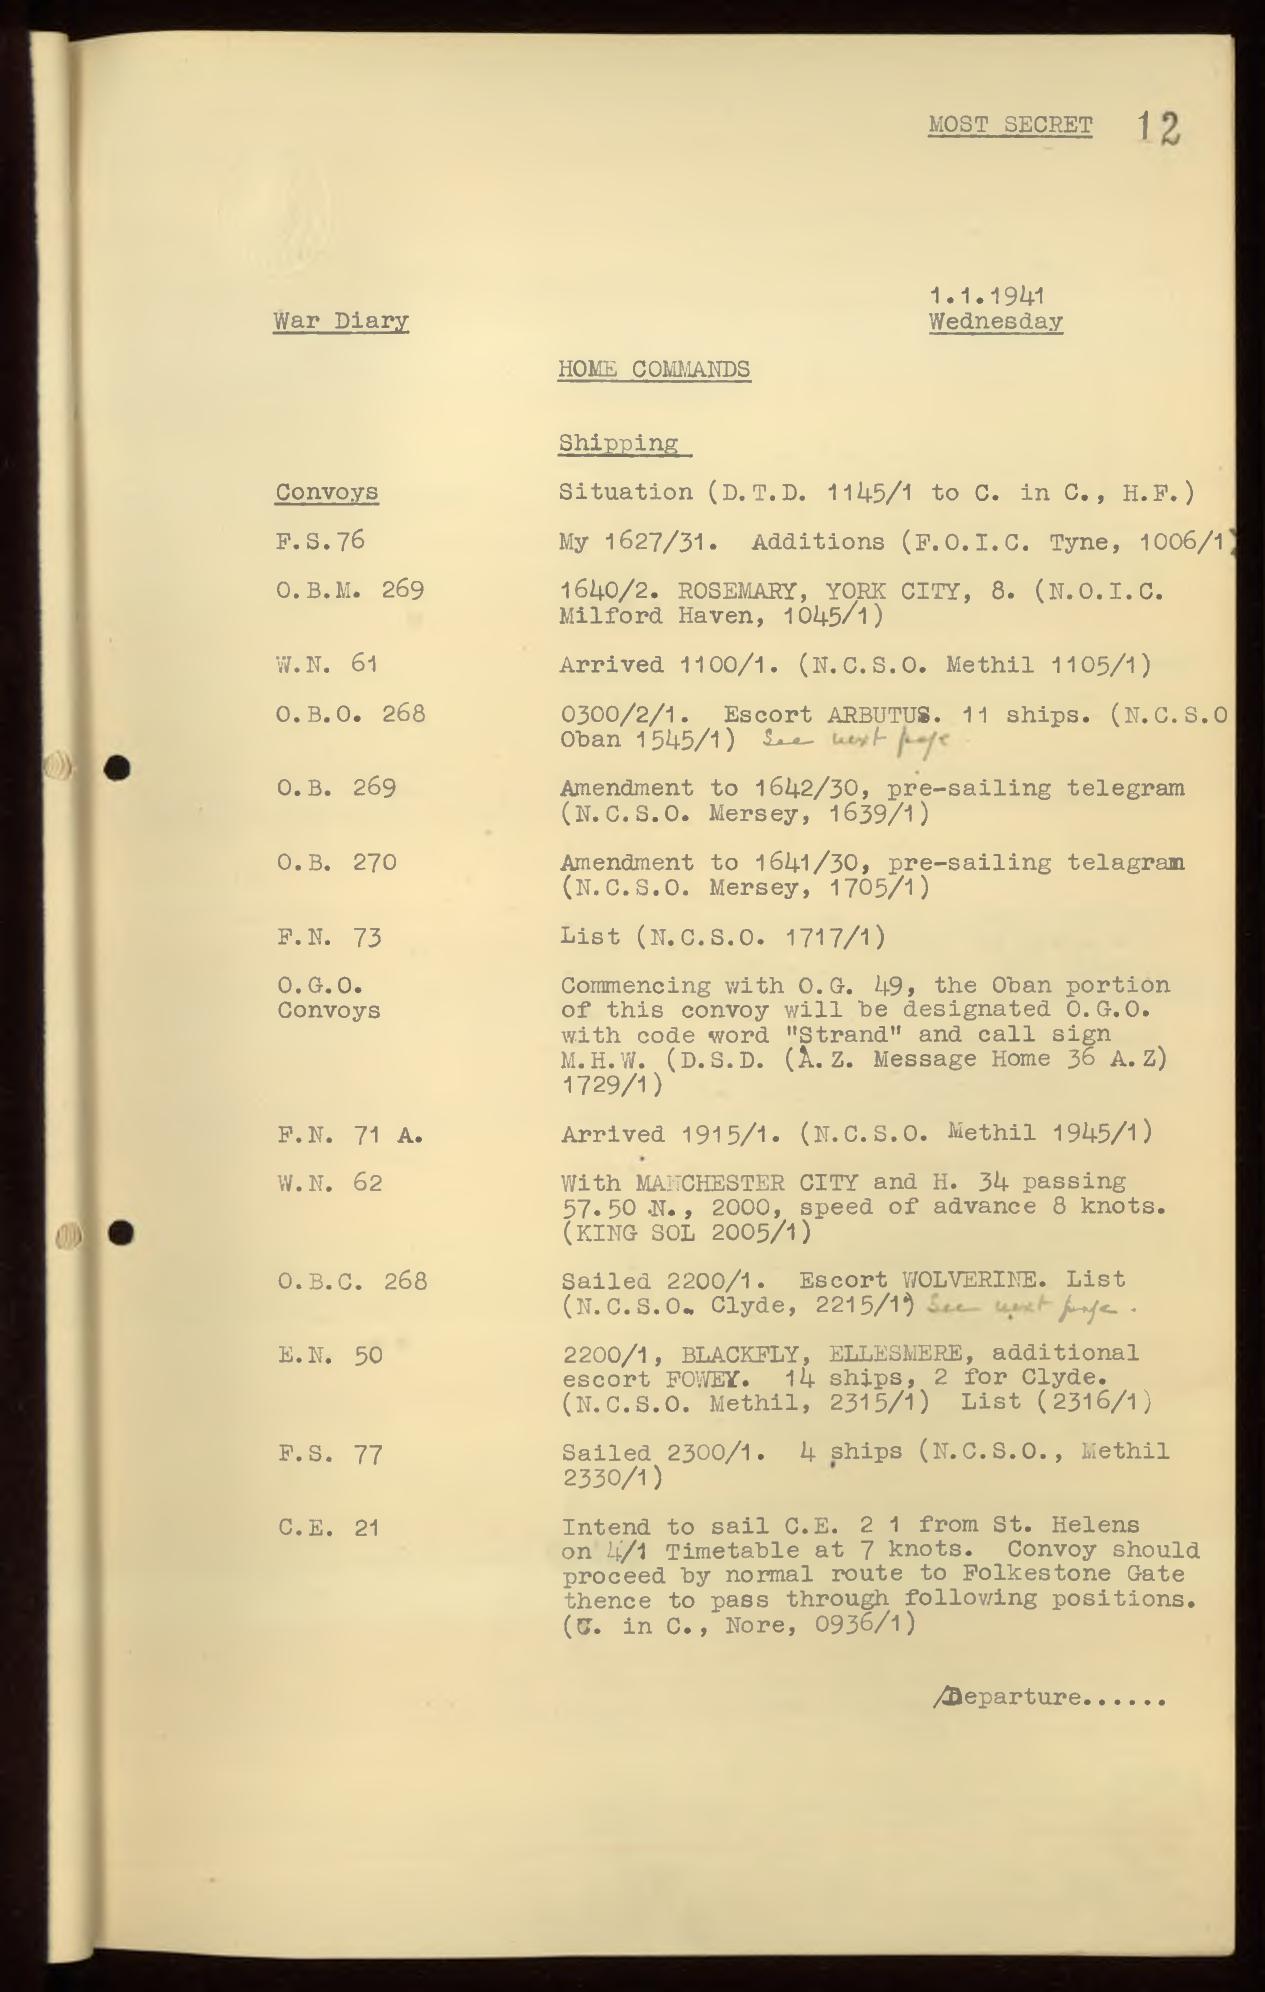 MOST SECRET 12
1.1.1941
War Diary Wednesday
HOME COMMANDS
Shipping
Convoys Situation (D.T.D. 1145/1 to C. in C., H.F.)
F.S.76 My 1627/31. Additions (F.O.I.C. Tyne, 1006/1)
O.B.M. 269 1640/2. ROSEMARY, YORK CITY, 8. (N.O.I.C.
Milford Haven, 1045/1)
W.N. 61 Arrived 1100/1. (N.C.S.O. Methil 1105/1)
O.B.O. 268 0300/2/1. Escort ARBUTUS. 11 ships. (N.C.S.O
Oban 1545/1) See next page
O.B. 269 Amendment to 1642/30, pre-sailing telegram
(N.C.S.O. Mersey, 1639/1)
O.B. 270 Amendment to 1641/30, pre-sailing telagram
(N.C.S.O. Mersey, 1705/1)
F.N. 73 List (N.C.S.O. 1717/1)
O.G.O. Commencing with O.G. 49, the Oban portion
Convoys of this convoy will be designated O.G.O.
with code word "Strand" and call sign
M.H.W. (D.S.D. (A.Z. Message Home 36 A.Z)
1729/1)
F.N. 71 A. Arrived 1915/1. (N.C.S.O. Methil 1945/1)
W.N. 62 With MANCHESTER CITY and H. 34 passing
57.50 N., 2000, speed of advance 8 knots.
(KING SOL 2005/1)
O.B.C. 268 Sailed 2200/1. Escort WOLVERINE. List
(N.C.S.O. Clyde, 2215/1) See next page.
E.N. 50 2200/1, BLACKFLY, ELLESMERE, additional
escort FOWEY. 14 ships, 2 for Clyde.
(N.C.S.O. Methil, 2315/1) List (2316/1)
F.S. 77 Sailed 2300/1. 4 ships (N.C.S.O., Methil
2330/1)
C.E. 21 Intend to sail C.E. 2 1 from St. Helens
on 4/1 Timetable at 7 knots. Convoy should
proceed by normal route to Folkestone Gate
thence to pass through following positions.
(C. in C., Nore, 0936/1)
/Departure......